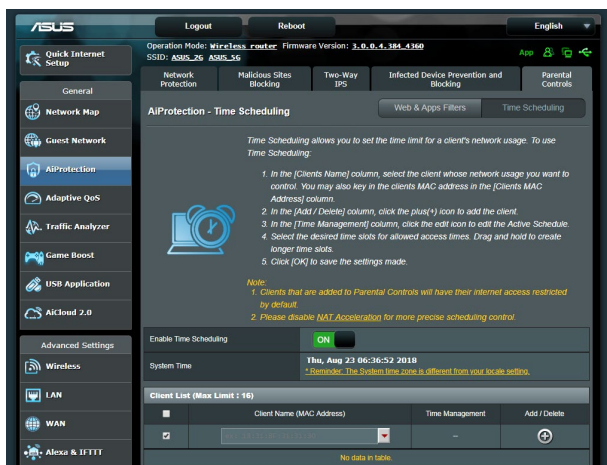 ASUS
Logout
Reboot
English
Quick Internet
Setup
Operation Mode: Wireless router Firmware Version: 3.0.0.4.384_4360
SSID: ASUS_2G ASUS_5G
App
General
Network Map
Guest Network
AiProtection
Adaptive QoS
Traffic Analyzer
Game Boost
USB Application
AiCloud 2.0
Advanced Settings
Wireless
LAN
WAN
Alexa & IFTTT
Network
Protection
Malicious Sites
Blocking
Two-Way
IPS
Infected Device Prevention and
Blocking
Parental
Controls
AiProtection - Time Scheduling
Web & Apps Filters
Time Scheduling
Time Scheduling allows you to set the time limit for a client's network usage. To use
Time Scheduling:
1. In the [Clients Name] column, select the client whose network usage you want to
control. You may also key in the clients MAC address in the [Clients MAC
Address]
column.
2. In the [Add / Delete] column, click the plus(+) icon to add the client.
3. In the [Time Management] column, click the edit icon to edit the Active Schedule.
4. Select the desired time slots for allowed access times. Drag and hold to create
longer time slots.
5. Click [OK] to save the settings made.
Note:
1. Clients that are added to Parental Controls will have their internet access restricted
by default.
2. Please disable NAT Acceleration for more precise scheduling control.
Enable Time Scheduling
ON
System Time
Thu, Aug 23 06:36:52 2018
* Reminder: The System time zone is different from your locale setting.
Client List (Max Limit : 16)
Client Name (MAC Address)
Time Management
Add / Delete
--
No data in table.